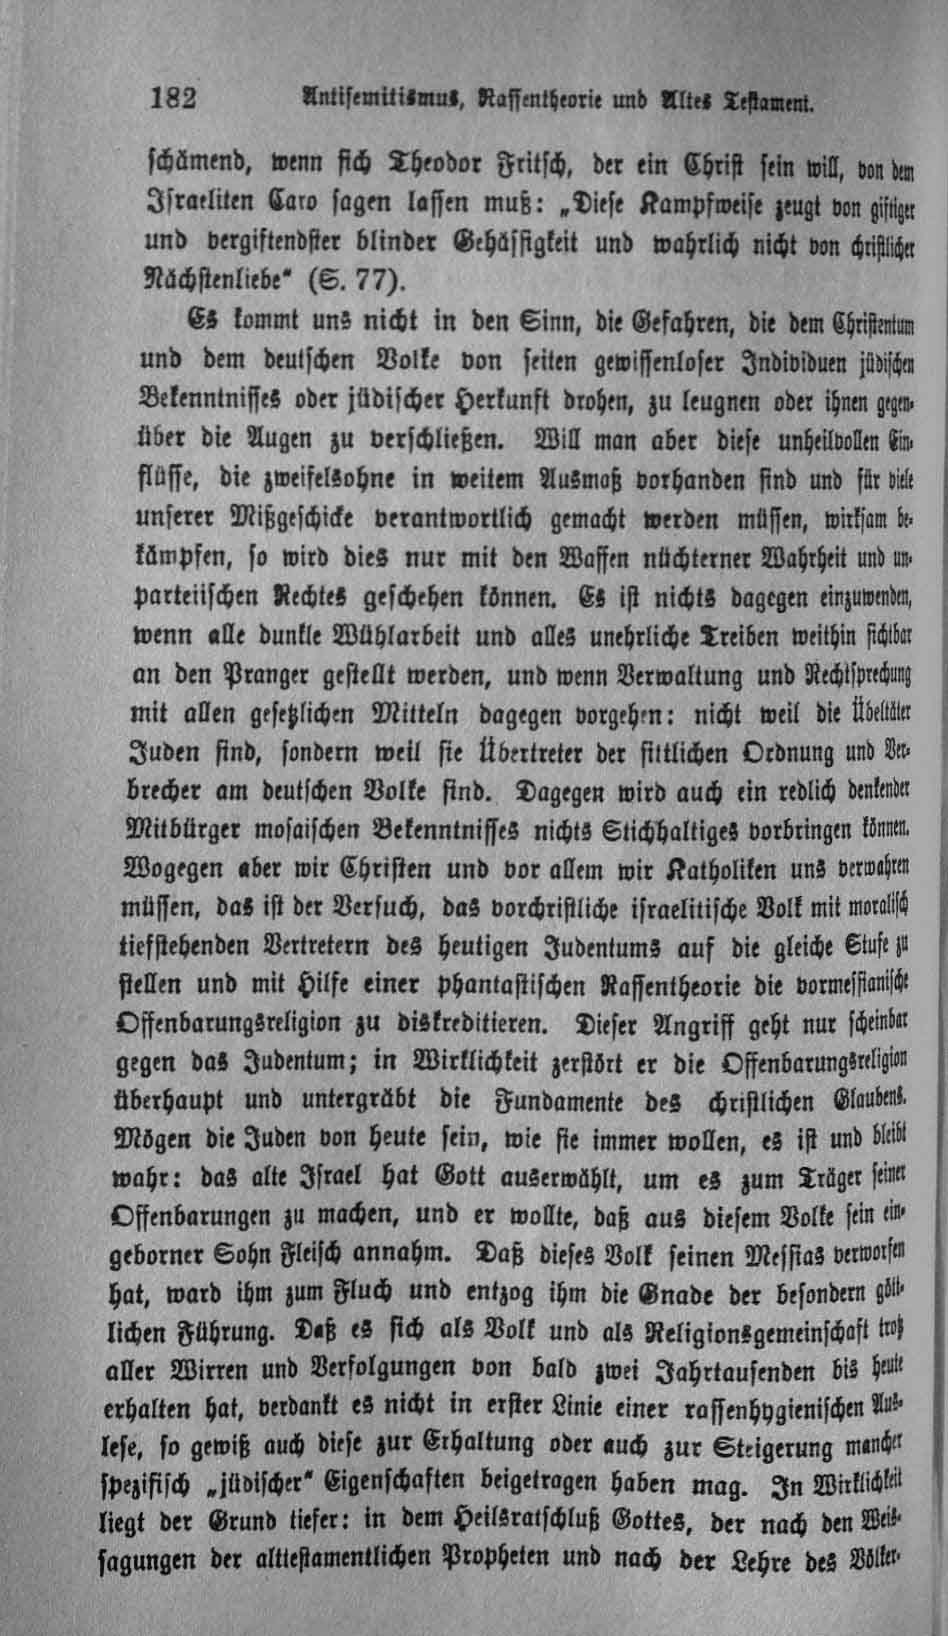 182 Antisemitismus, Rassentheorie und Altes Testament.
schämend, wenn sich Theodor Fritsch, der ein Christ sein will, von dem
Israeliten Caro sagen lassen muß: „Diese Kampfweise zeugt von giftiger
und vergiftendster blinder Gehässigkeit und wahrlich nicht von christlicher
Nächstenliebe“ (S. 77).
Es kommt uns nicht in den Sinn, die Gefahren, die dem Christentum
und dem deutschen Volke von seiten gewissenloser Individuen jüdischen
Bekenntnisses oder jüdischer Herkunft drohen, zu leugnen oder ihnen gegen-
über die Augen zu verschließen. Will man aber diese unheilvollen Ein-
flüsse, die zweifelsohne in weitem Ausmaß vorhanden sind und für viele
unserer Mißgeschicke verantwortlich gemacht werden müssen, wirksam be-
kämpfen, so wird dies nur mit den Waffen nüchterner Wahrheit und un-
parteiischen Rechtes geschehen können. Es ist nichts dagegen einzuwenden,
wenn alle dunkle Wühlarbeit und alles unehrliche Treiben weithin sichtbar
an den Pranger gestellt werden, und wenn Verwaltung und Rechtsprechung
mit allen gesetzlichen Mitteln dagegen vorgehen: nicht weil die Übeltäter
Juden sind, sondern weil sie Übertreter der sittlichen Ordnung und Ver-
brecher am deutschen Volke sind. Dagegen wird auch ein redlich denkender
Mitbürger mosaischen Bekenntnisses nichts Stichhaltiges vorbringen können.
Wogegen aber wir Christen und vor allem wir Katholiken uns verwahren
müssen, das ist der Versuch, das vorchristliche israelitische Volk mit moralisch
tiefstehenden Vertretern des heutigen Judentums auf die gleiche Stufe zu
stellen und mit Hilfe einer phantastischen Rassentheorie die vormessianische
Offenbarungsreligion zu diskreditieren. Dieser Angriff geht nur scheinbar
gegen das Judentum; in Wirklichkeit zerstört er die Offenbarungsreligion
überhaupt und untergräbt die Fundamente des christlichen Glaubens.
Mögen die Juden von heute sein, wie sie immer wollen, es ist und bleibt
wahr: das alte Israel hat Gott auserwählt, um es zum Träger seiner
Offenbarungen zu machen, und er wollte, daß aus diesem Volke sein ein-
geborner Sohn Fleisch annahm. Daß dieses Volk seinen Messias verworfen
hat, ward ihm zum Fluch und entzog ihm die Gnade der besondern gött-
lichen Führung. Daß es sich als Volk und als Religionsgemeinschaft trotz
aller Wirren und Verfolgungen von bald zwei Jahrtausenden bis heute
erhalten hat, verdankt es nicht in erster Linie einer rassenhygienischen Aus-
lese, so gewiß auch diese zur Erhaltung oder auch zur Steigerung mancher
spezifisch „jüdischer“ Eigenschaften beigetragen haben mag. In Wirklichkeit
liegt der Grund tiefer: in dem Heilsratschluß Gottes, der nach den Weis-
sagungen der alttestamentlichen Propheten und nach der Lehre des Völker-